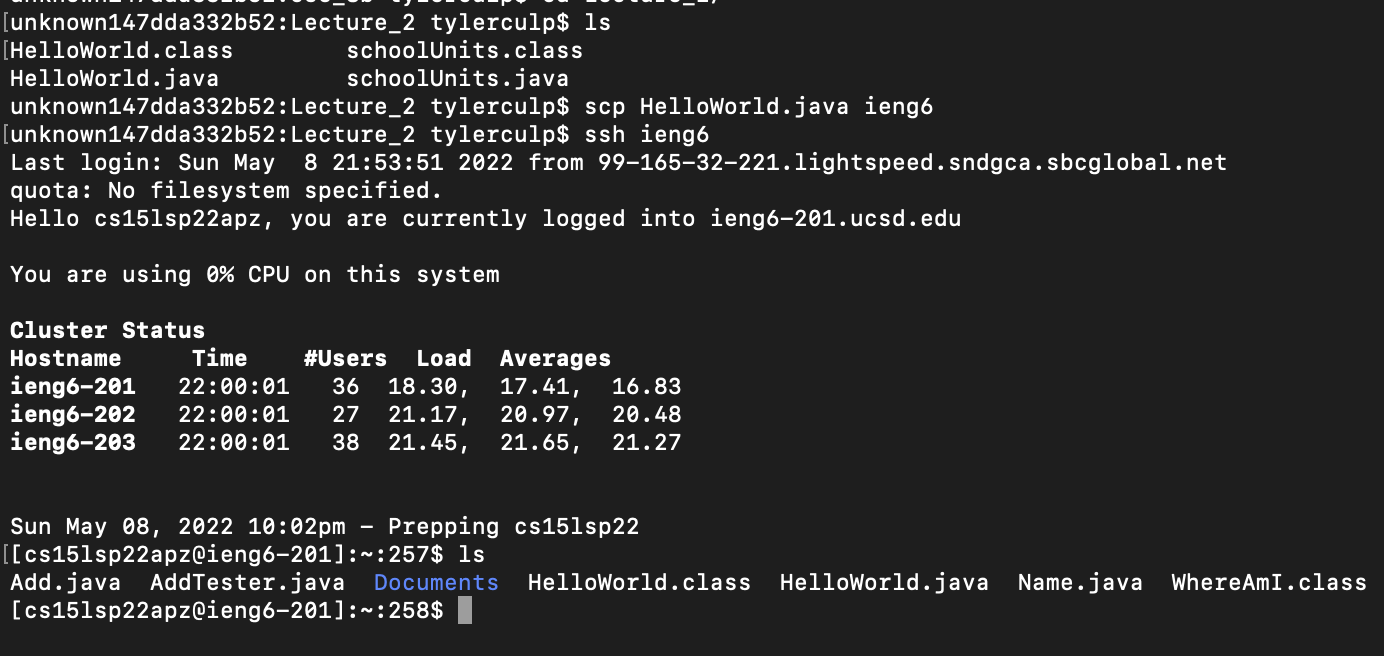 [unknown147dda332b52:Lecture_2 tylerculp$ ls
[HelloWorld.class        schoolUnits.class
HelloWorld.java         schoolUnits.java
unknown147dda332b52:Lecture_2 tylerculp$ scp HelloWorld.java ieng6
[unknown147dda332b52:Lecture_2 tylerculp$ ssh ieng6
Last login: Sun May  8 21:53:51 2022 from 99-165-32-221.lightspeed.sndgca.sbcglobal.net
quota: No filesystem specified.
Hello cs15lsp22apz, you are currently logged into ieng6-201.ucsd.edu
You are using 0% CPU on this system
Cluster Status
Hostname     Time    #Users  Load  Averages
ieng6-201   22:00:01   36  18.30,  17.41,  16.83
ieng6-202   22:00:01   27  21.17,  20.97,  20.48
ieng6-203   22:00:01   38  21.45,  21.65,  21.27
Sun May 08, 2022 10:02pm - Prepping cs15lsp22
[[cs15lsp22apz@ieng6-201]:~:257$ ls
Add.java  AddTester.java  Documents  HelloWorld.class  HelloWorld.java  Name.java  WhereAmI.class
[cs15lsp22apz@ieng6-201]:~:258$